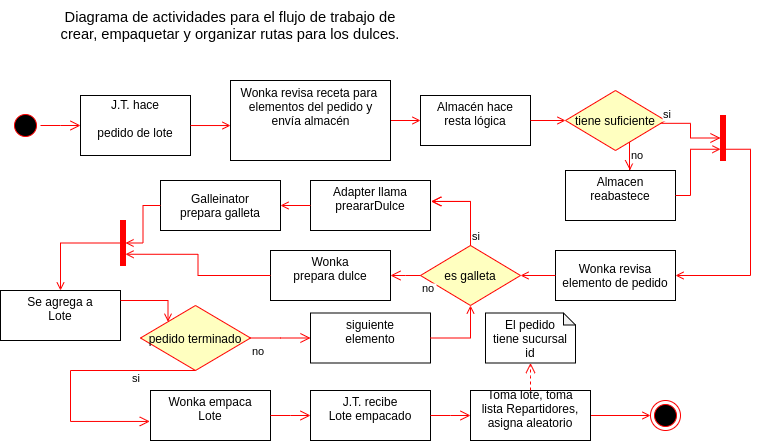 Diagrama de actividades para el flujo de trabajo de
crear, empaquetar y organizar rutas para los dulces.
J.T. hace
pedido de lote
Wonka revisa receta para
elementos del pedido y
envía almacén
Almacén hace
resta lógica
tiene suficiente
si
no
Almacen
reabastece
Galleinator
prepara galleta
Adapter llama
preararDulce
si
Wonka
prepara dulce
no
es galleta
Wonka revisa
elemento de pedido
Se agrega a
Lote
pedido terminado
no
siguiente
elemento
El pedido
tiene sucursal
id
si
Wonka empaca
Lote
J.T. recibe
Lote empacado
Toma lote, toma
lista Repartidores,
asigna aleatorio